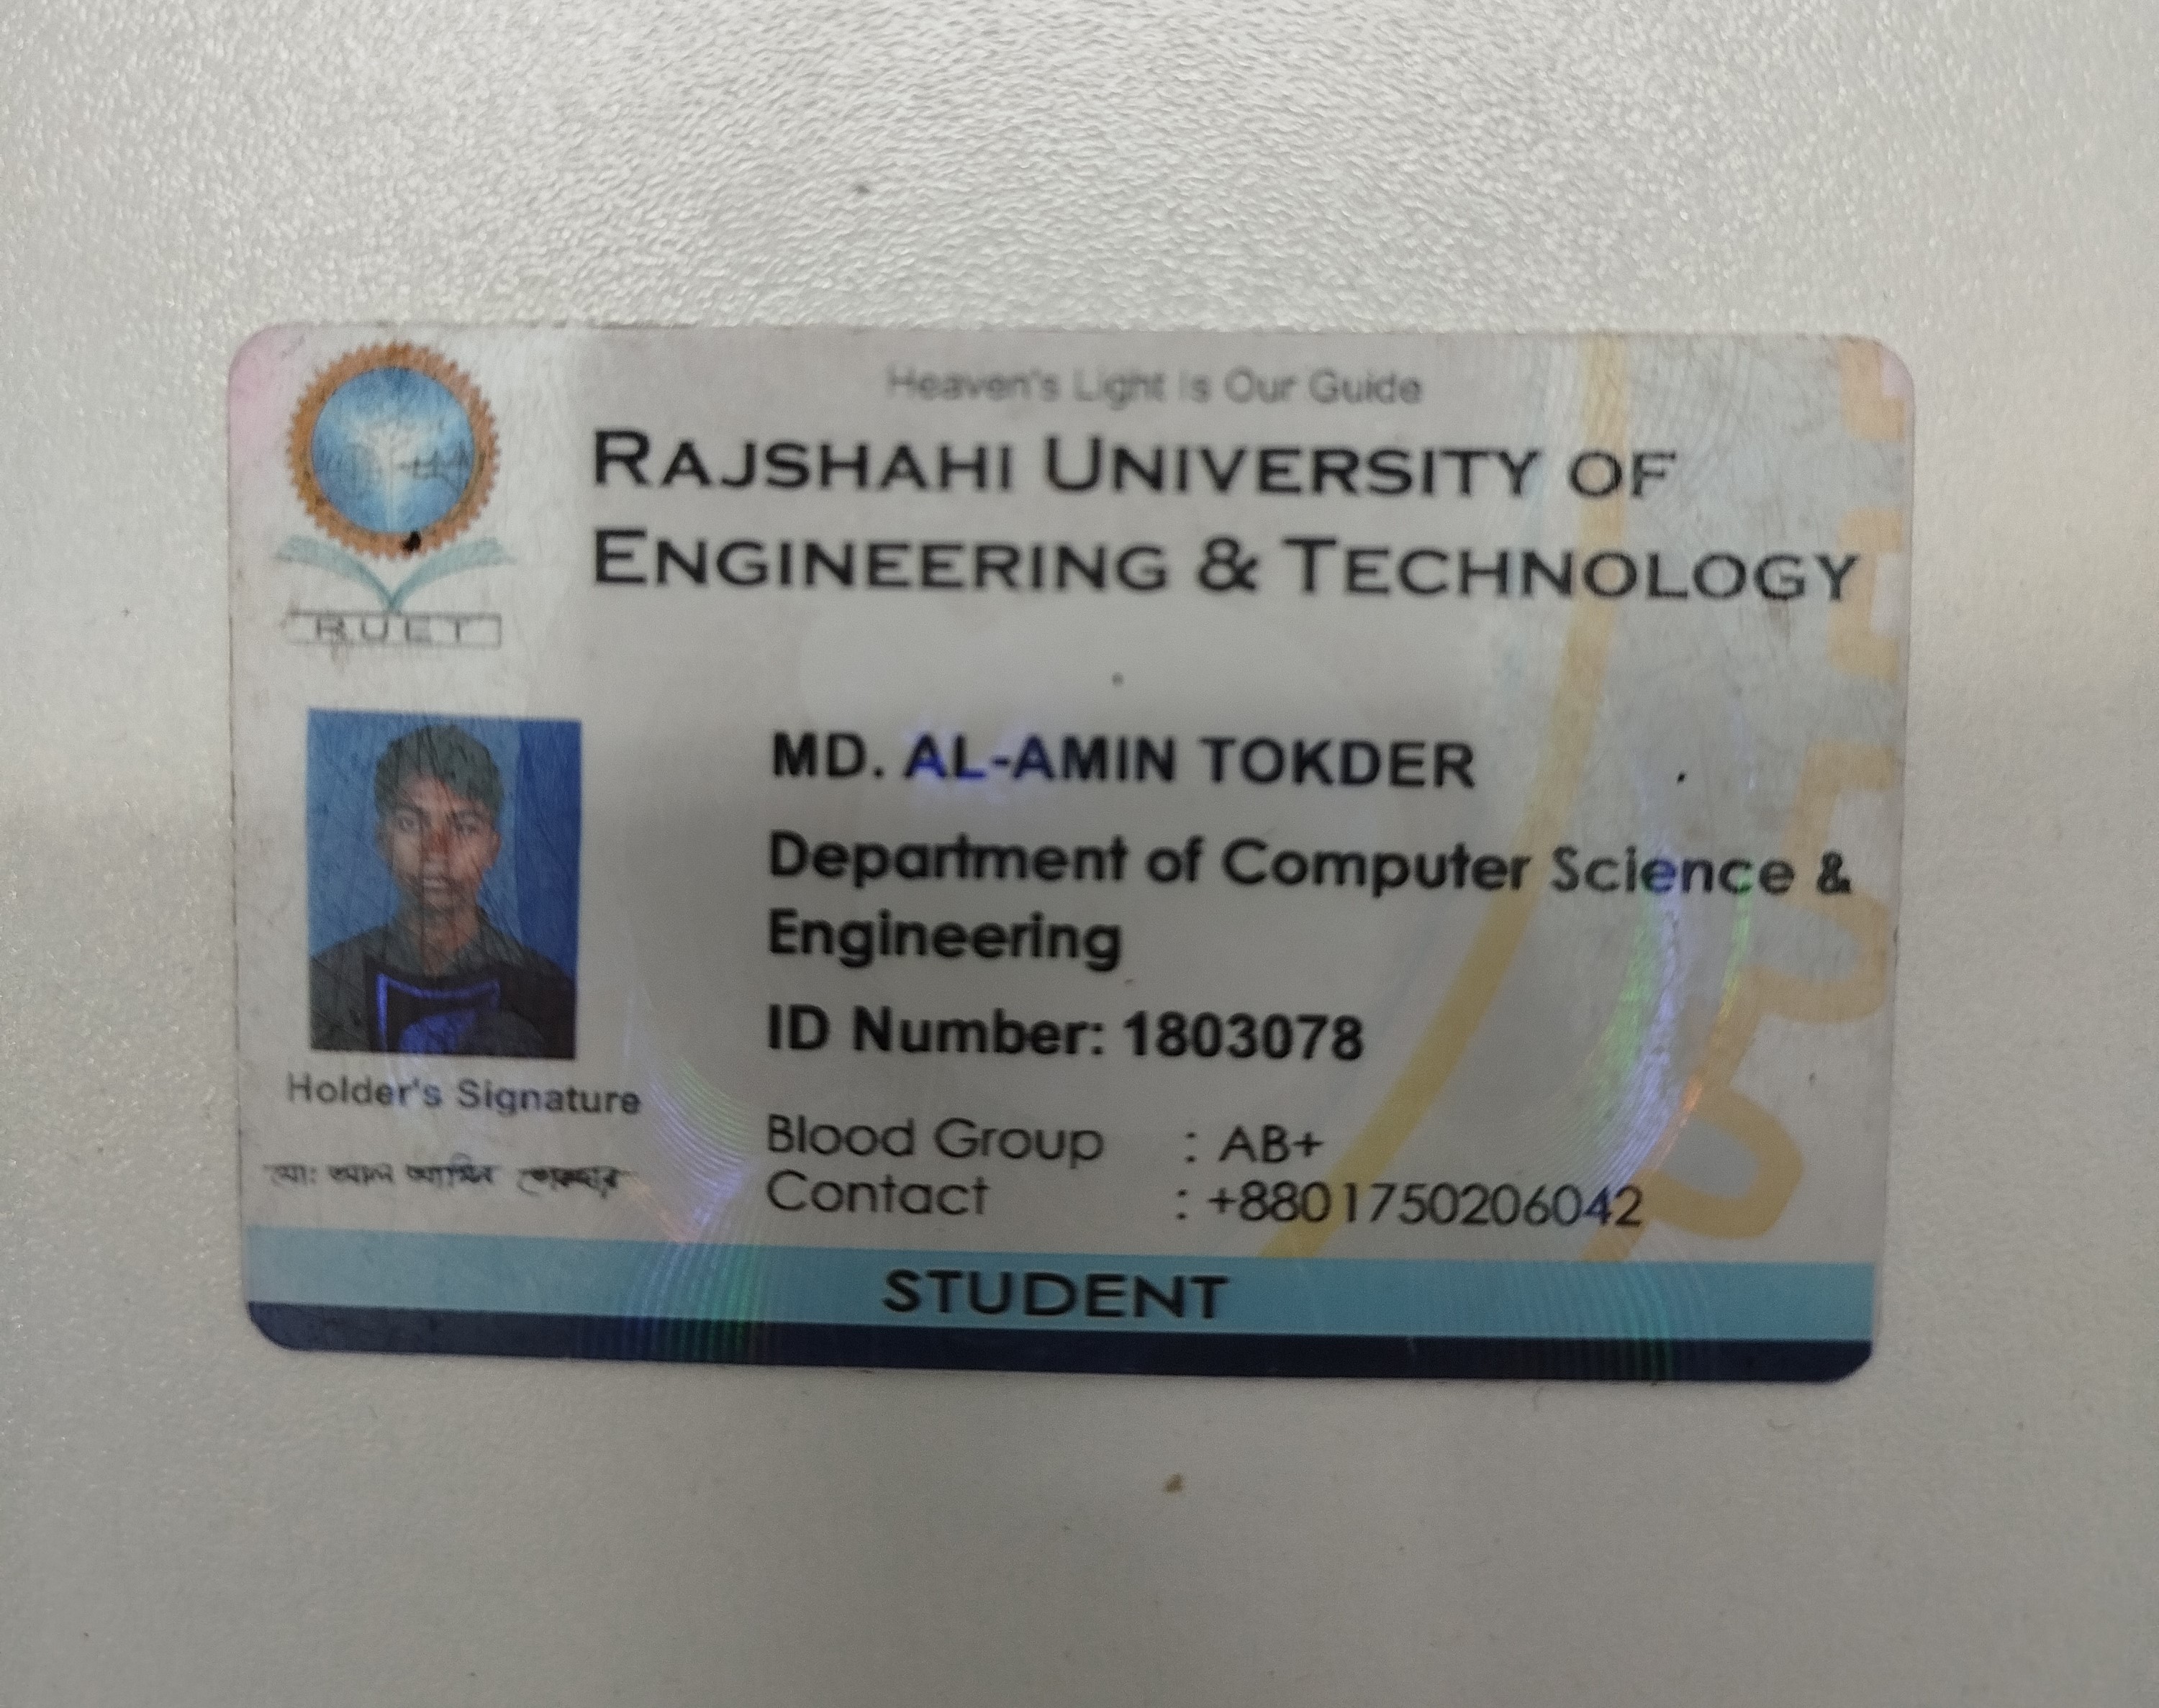 Heaven's Light Is Our Guide
RAJSHAHI UNIVERSITY OF
ENGINEERING & TECHNOLOGY
RUET
MD. AL-AMIN TOKDER
Department of Computer Science &
Engineering
ID Number: 1803078
Holder's Signature
Blood Group : AB+
মোঃ আল আমিন
Contact : +8801750206042
STUDENT